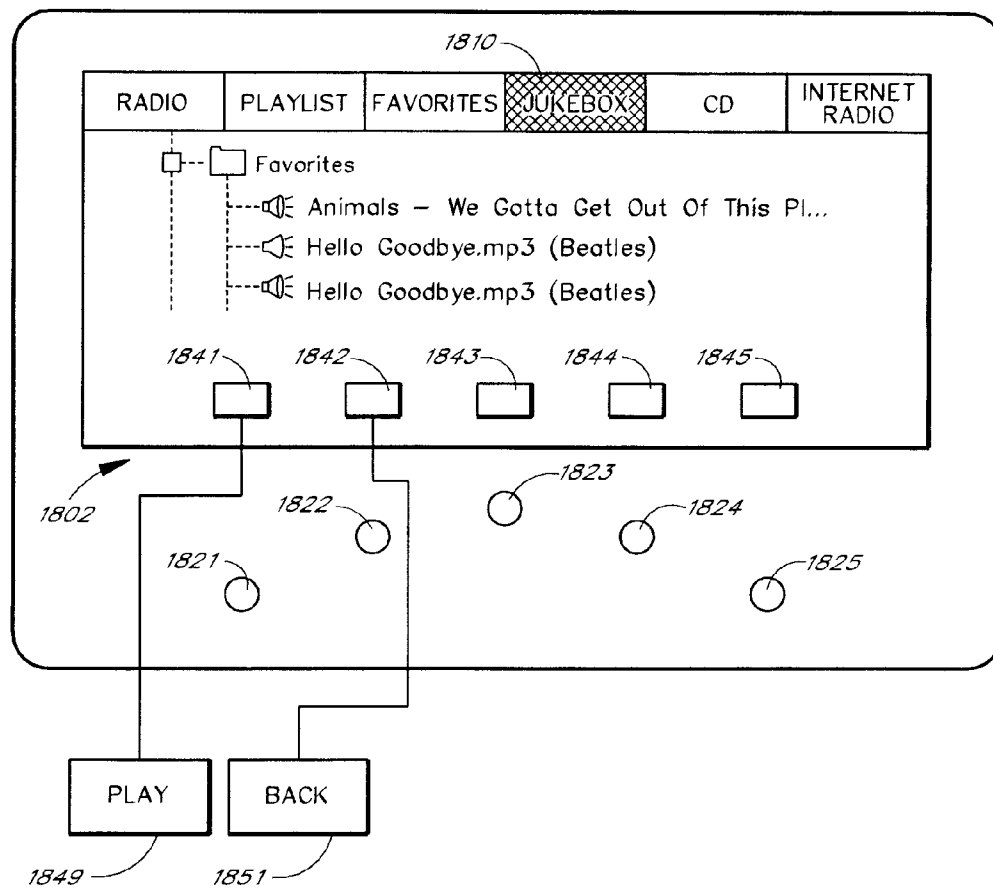 1810
RADIO PLAYLIST FAVORITES JUKEBOX CD INTERNET RADIO
Favorites
Animals – We Gotta Get Out Of This Pl...
Hello Goodbye.mp3 (Beatles)
Hello Goodbye.mp3 (Beatles)
1841 1842 1843 1844 1845
1802 1822 1823 1824
1821 1825
PLAY BACK
1849 1851